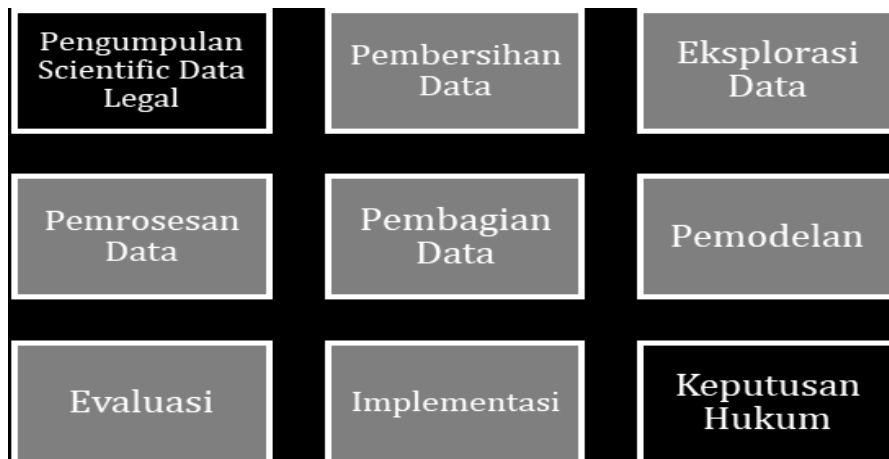 Pengumpulan
Scientific Data
Legal
Pembersihan
Data
Eksplorasi
Data
Pemrosesan
Data
Pembagian
Data
Pemodelan
Evaluasi
Implementasi
Keputusan
Hukum